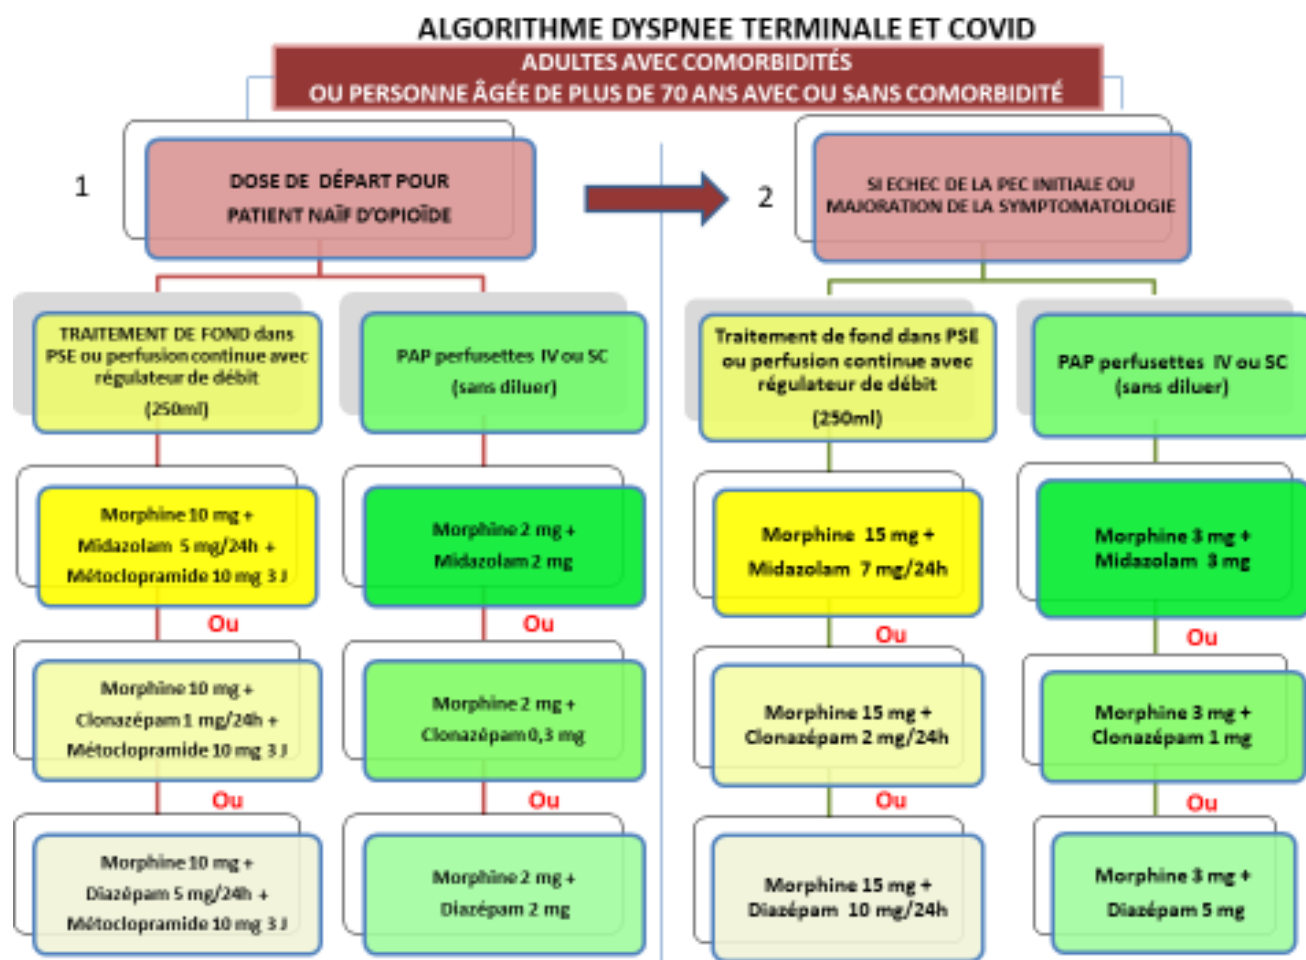 ALGORITHME DYSPNEE TERMINALE ET COVID
ADULTES AVEC COMORBIDITÉS
OU PERSONNE ÂGÉE DE PLUS DE 70 ANS AVEC OU SANS COMORBIDITÉ
1
DOSE DE DÉPART POUR
PATIENT NAÏF D'OPIOÏDE
TRAITEMENT DE FOND dans
PSE ou perfusion continue avec
régulateur de débit
(250ml)
Morphine 10 mg +
Midazolam 5 mg/24h +
Métoclopramide 10 mg 3 J
Ou
Morphine 10 mg +
Clonazépam 1 mg/24h +
Métoclopramide 10 mg 3 J
Ou
Morphine 10 mg +
Diazépam 5 mg/24h +
Métoclopramide 10 mg 3 J
PAP perfusettes IV ou SC
(sans diluer)
Morphine 2 mg +
Midazolam 2 mg
Ou
Morphine 2 mg +
Clonazépam 0,3 mg
Ou
Morphine 2 mg +
Diazépam 2 mg
2
SI ECHEC DE LA PEC INITIALE OU
MAJORATION DE LA SYMPTOMATOLOGIE
Traitement de fond dans PSE
ou perfusion continue avec
régulateur de débit
(250ml)
Morphine 15 mg +
Midazolam 7 mg/24h
Ou
Morphine 15 mg +
Clonazépam 2 mg/24h
Ou
Morphine 15 mg +
Diazépam 10 mg/24h
PAP perfusettes IV ou SC
(sans diluer)
Morphine 3 mg +
Midazolam 3 mg
Ou
Morphine 3 mg +
Clonazépam 1 mg
Ou
Morphine 3 mg +
Diazépam 5 mg